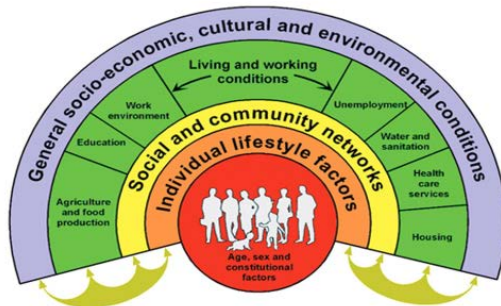 General socio-economic, cultural and environmental conditions
Living and working
conditions
Work
environment
Unemployment
Education
Water and
sanitation
Agriculture
and food
production
Health
care
services
Housing
Social and community networks
Individual lifestyle factors
Age, sex and
constitutional
factors